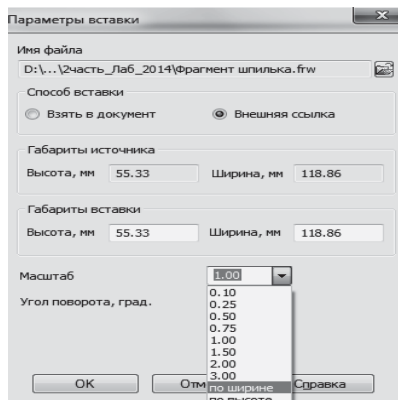 Параметры вставки
Имя файла
D:\...\2часть_Лаб_2014\Фрагмент шпилька.frw
Способ вставки
Взять в документ Внешняя ссылка
Габариты источника
Высота, мм 55.33 Ширина, мм 118.86
Габариты вставки
Высота, мм 55.33 Ширина, мм 118.86
Масштаб 1.00
Угол поворота, град.
0.10
0.25
0.50
0.75
1.00
1.50
2.00
3.00
по ширине
по высоте
OK Отм Справка